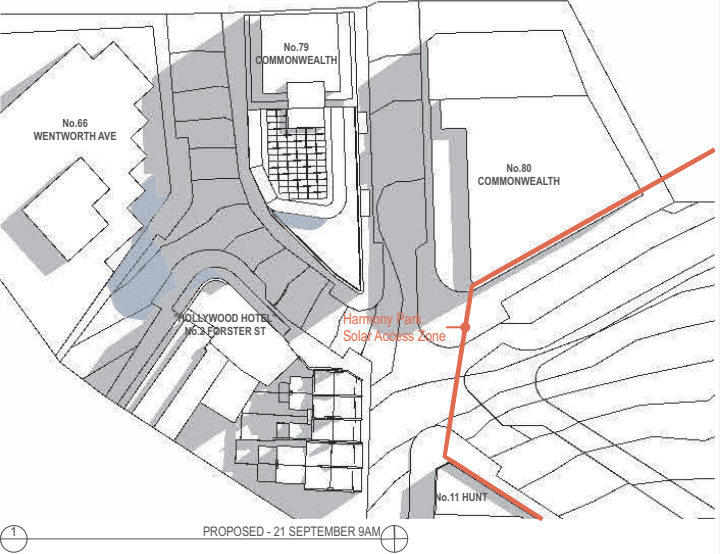 No.79
COMMONWEALTH
No.66
WENTWORTH AVE
No.80
COMMONWEALTH
"HOLLYWOOD HOTEL"
No.2 FORSTER ST
Harmony Park
Solar Access Zone
No.11 HUNT
1
PROPOSED - 21 SEPTEMBER 9AM